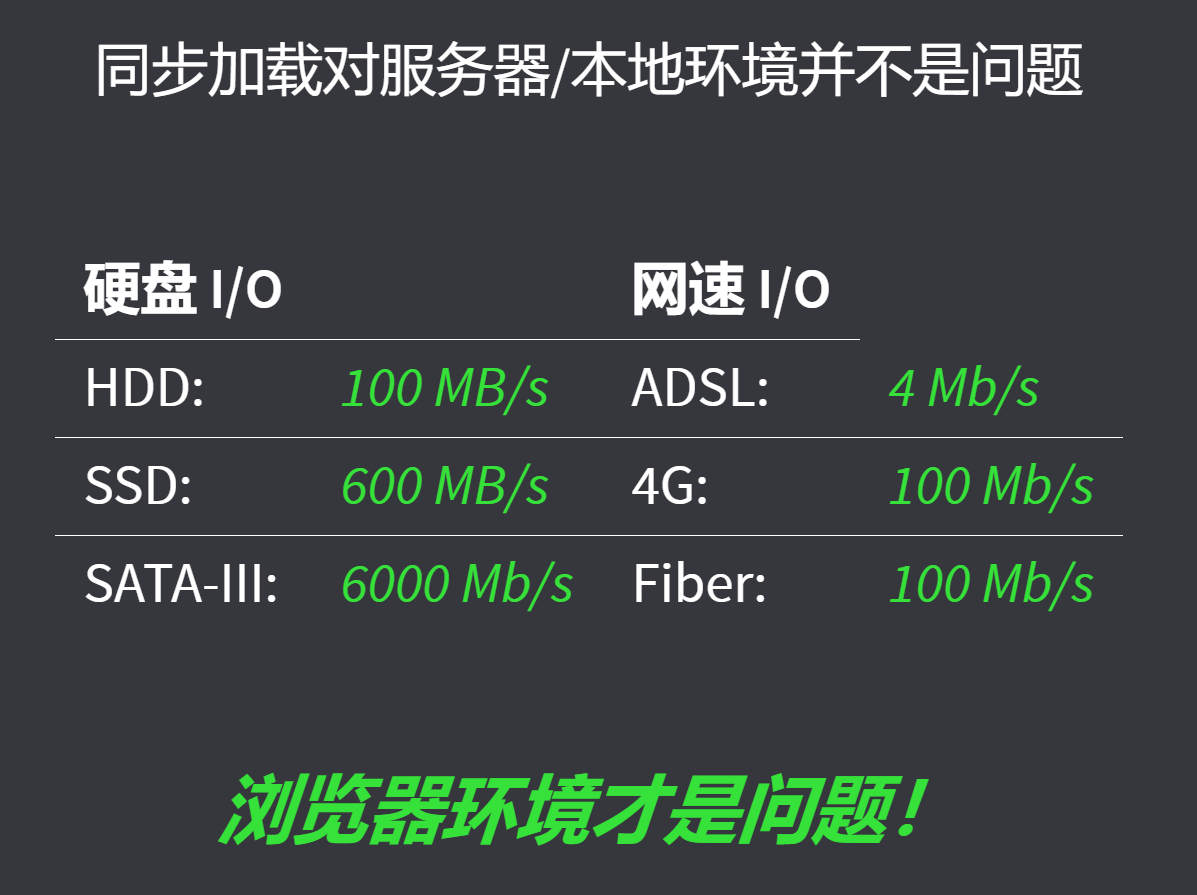 同步加载对服务器/本地环境并不是问题
硬盘 I/O 网速 I/O
HDD: 100 MB/s ADSL: 4 Mb/s
SSD: 600 MB/s 4G: 100 Mb/s
SATA-III: 6000 Mb/s Fiber: 100 Mb/s
浏览器环境才是问题！